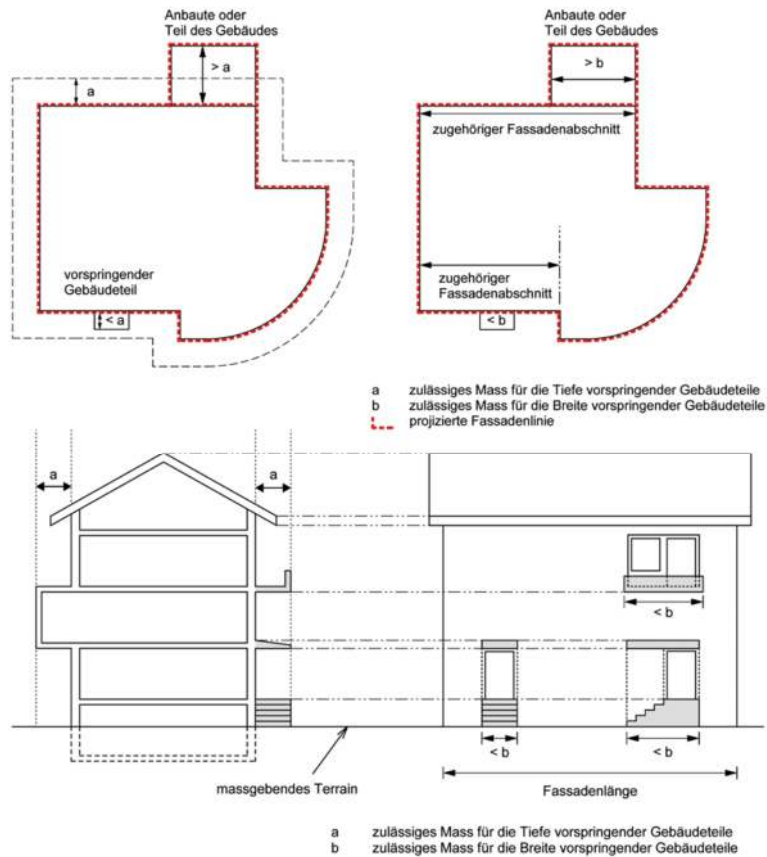 Anbaute oder
Teil des Gebäudes
> a
a
vorspringender
Gebäudeteil
< a
Anbaute oder
Teil des Gebäudes
> b
zugehöriger Fassadenabschnitt
zugehöriger
Fassadenabschnitt
< b
a zulässiges Mass für die Tiefe vorspringender Gebäudeteile
b zulässiges Mass für die Breite vorspringender Gebäudeteile
projizierte Fassadenlinie
a
a
< b
< b
< b
massgebendes Terrain
Fassadenlänge
a zulässiges Mass für die Tiefe vorspringender Gebäudeteile
b zulässiges Mass für die Breite vorspringender Gebäudeteile